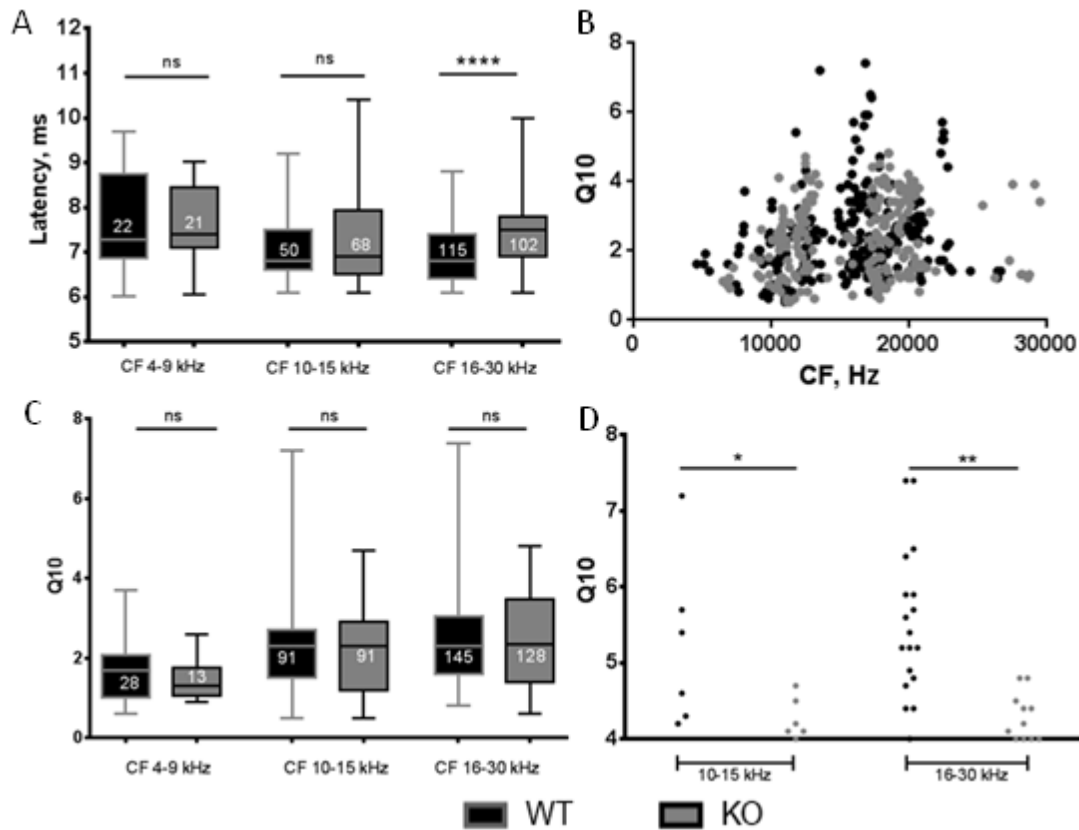 A
Latency, ms
12
11
10
9
8
7
6
5
ns
ns
****
22
21
50
68
115
102
CF 4-9 kHz
CF 10-15 kHz
CF 16-30 kHz
B
Q10
8
6
4
2
0
0
10000
20000
30000
CF, Hz
C
Q10
8
6
4
2
0
ns
ns
ns
28
13
91
91
145
128
CF 4-9 kHz
CF 10-15 kHz
CF 16-30 kHz
D
Q10
8
7
6
5
4
*
**
10-15 kHz
16-30 kHz
WT
KO